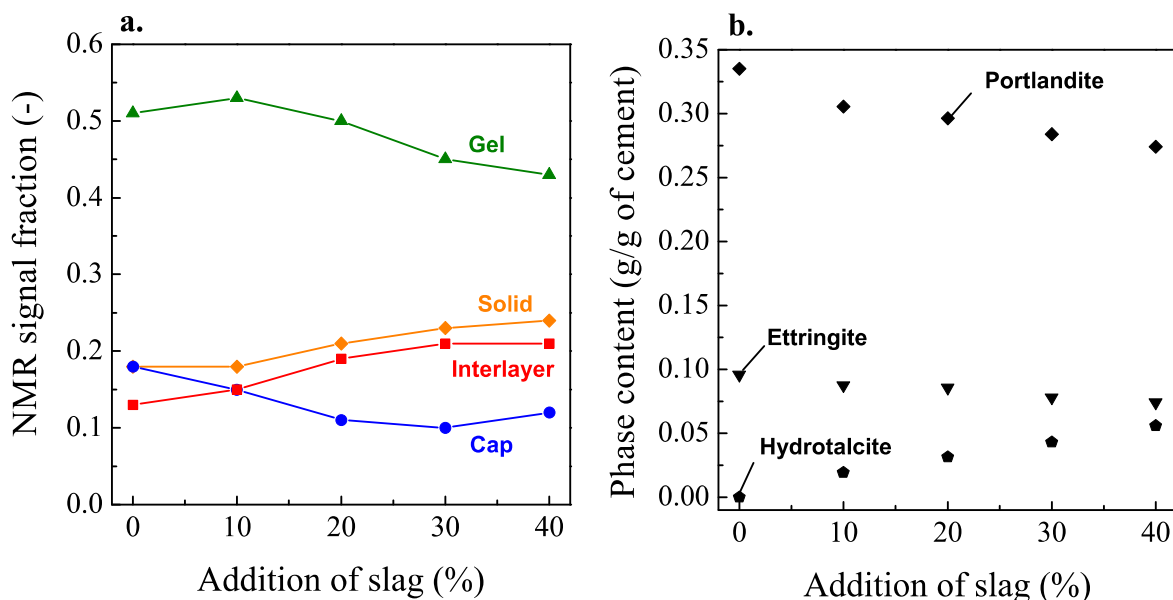 a.
NMR signal fraction (-)
0.6
0.5
0.4
0.3
0.2
0.1
0.0
Gel
Solid
Interlayer
Cap
0 10 20 30 40
Addition of slag (%)
b.
Phase content (g/g of cement)
0.35
0.30
0.25
0.20
0.15
0.10
0.05
0.00
Portlandite
Ettringite
Hydrotalcite
0 10 20 30 40
Addition of slag (%)